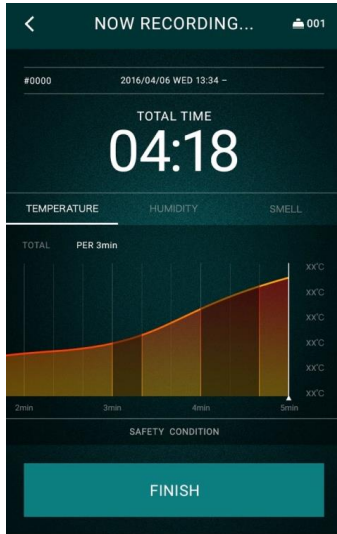 NOW RECORDING... 001
#0000 2016/04/06 WED 13:34 –
TOTAL TIME
04:18
TEMPERATURE HUMIDITY SMELL
TOTAL PER 3min
xx°C
xx°C
xx°C
xx°C
xx°C
xx°C
2min 3min 4min 5min
SAFETY CONDITION
FINISH